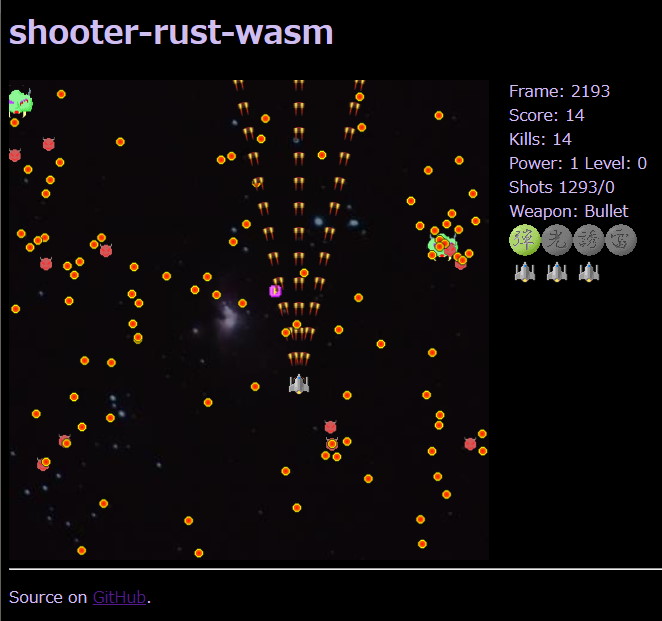 shooter-rust-wasm
Frame: 2193
Score: 14
Kills: 14
Power: 1 Level: 0
Shots 1293/0
Weapon: Bullet
弾 光 誘 雷
Source on GitHub.